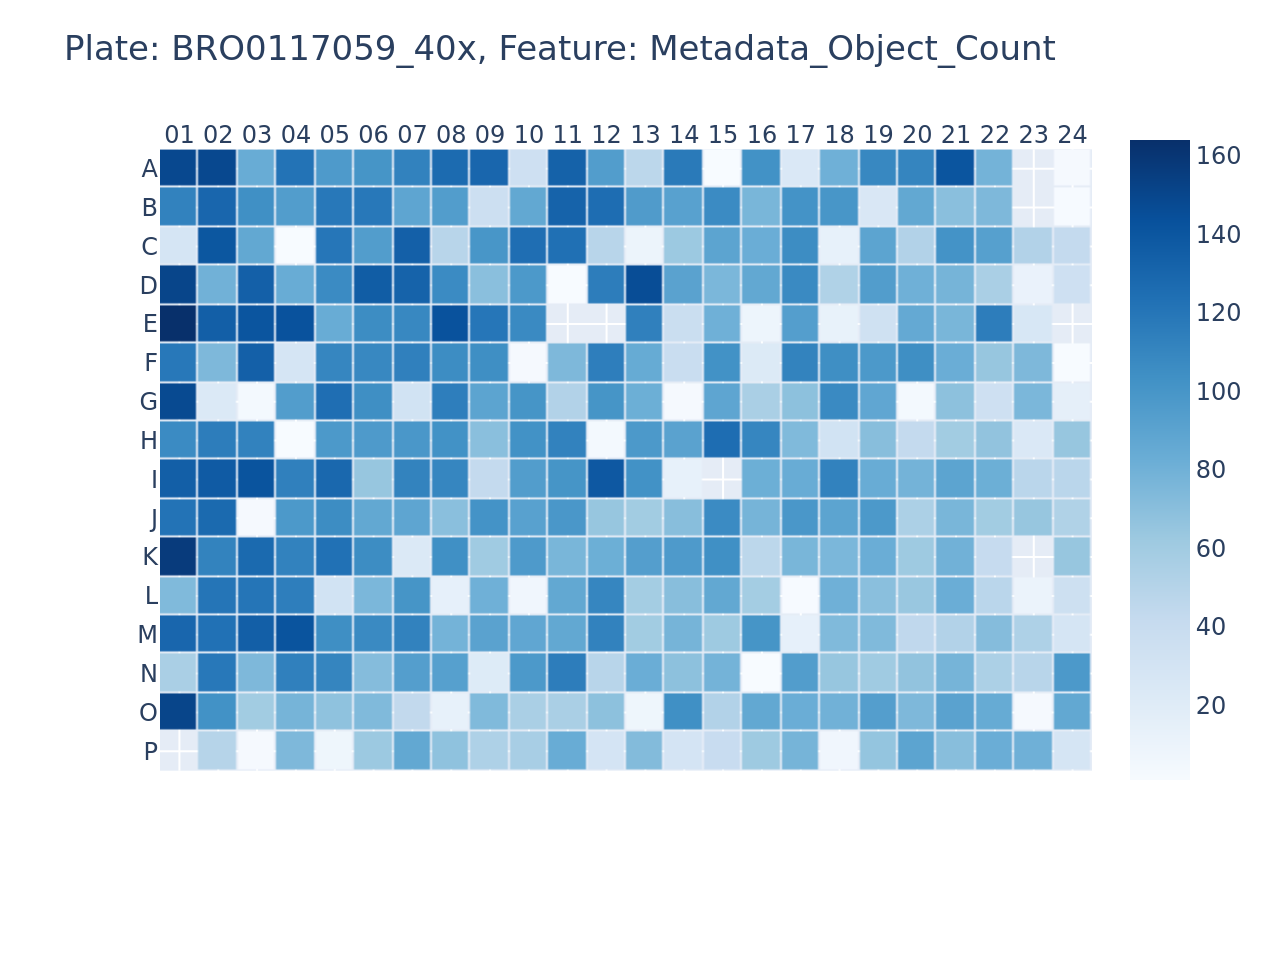 Plate: BRO0117059_40x, Feature: Metadata_Object_Count
01 02 03 04 05 06 07 08 09 10 11 12 13 14 15 16 17 18 19 20 21 22 23 24
A
B
C
D
E
F
G
H
I
J
K
L
M
N
O
P
160
140
120
100
80
60
40
20